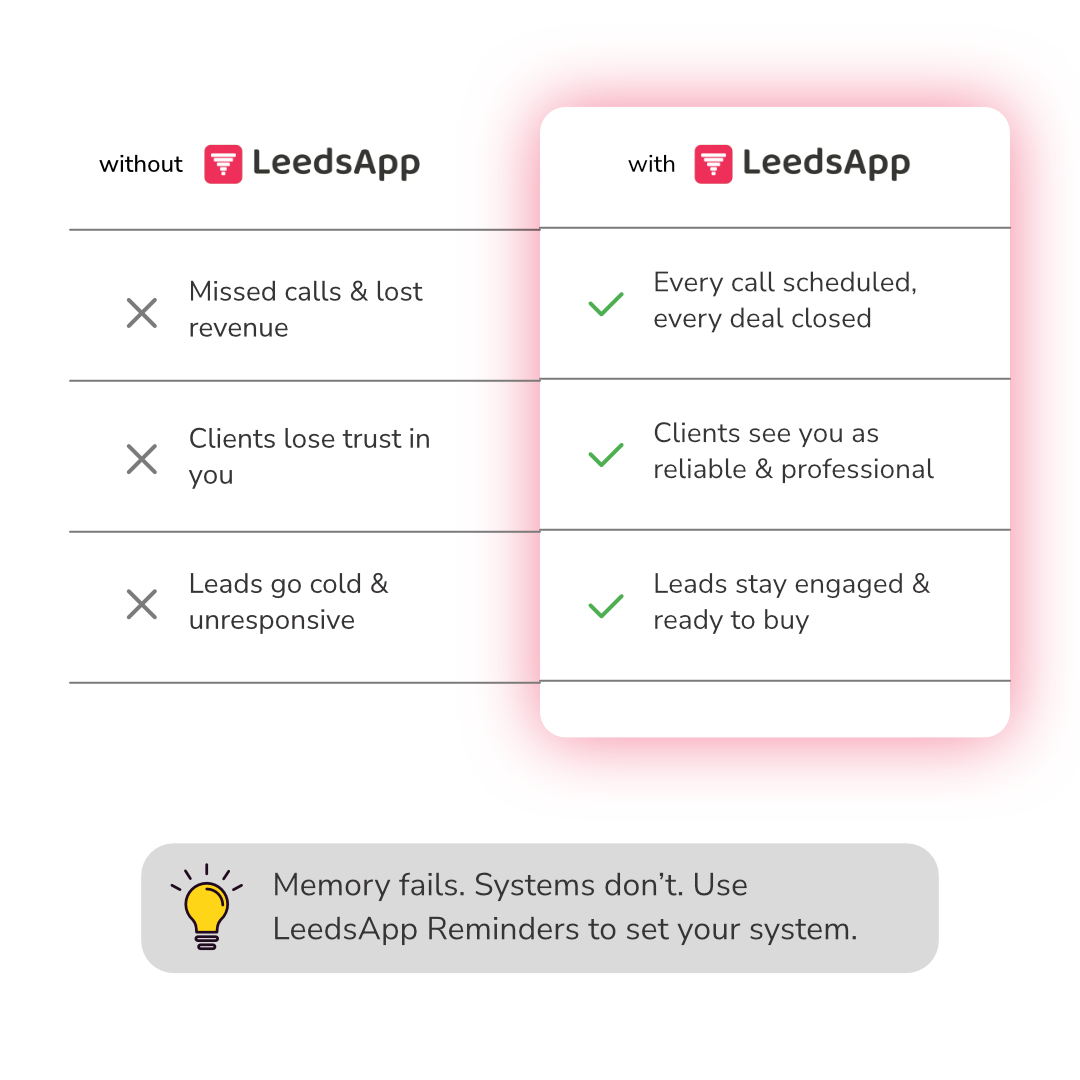 without LeedsApp
Missed calls & lost
revenue
Clients lose trust in
you
Leads go cold &
unresponsive
with LeedsApp
Every call scheduled,
every deal closed
Clients see you as
reliable & professional
Leads stay engaged &
ready to buy
Memory fails. Systems don’t. Use
LeedsApp Reminders to set your system.